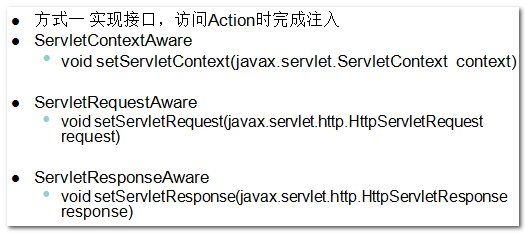 方式一 实现接口，访问Action时完成注入
ServletContextAware
void setServletContext(javax.servlet.ServletContext context)
ServletRequestAware
void setServletRequest(javax.servlet.http.HttpServletRequest
request)
ServletResponseAware
void setServletResponse(javax.servlet.http.HttpServletResponse
response)